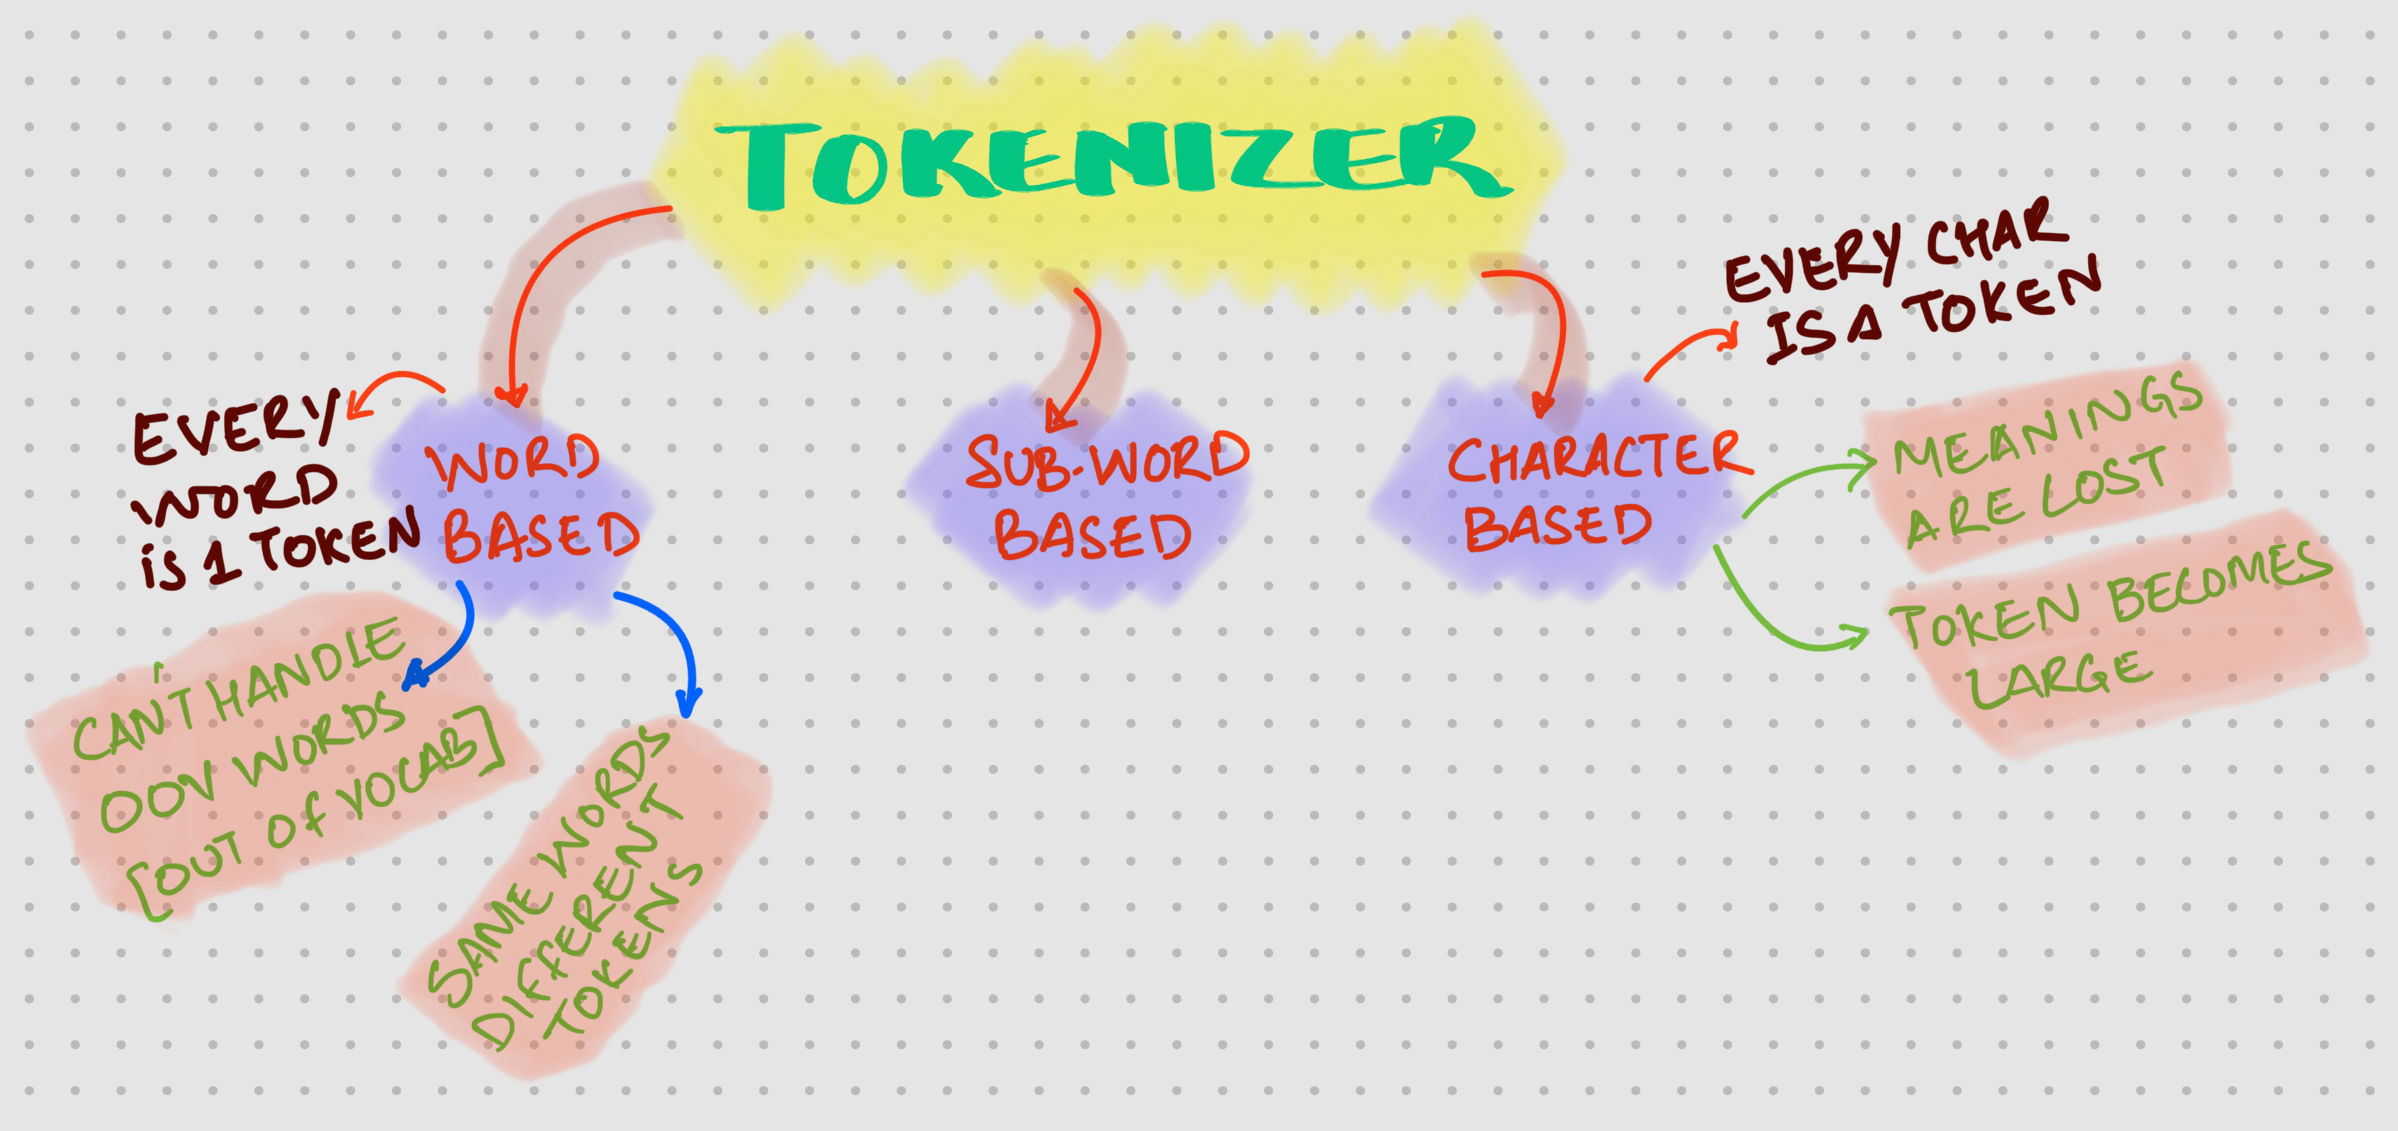 TOKENIZER
EVERY
WORD
is 1 TOKEN
WORD
BASED
CAN'T HANDLE
OOV WORDS
[OUT Of VOCAB]
SAME WORDS
DIFFERENT
TOKENS
SUB-WORD
BASED
CHARACTER
BASED
EVERY CHAR
IS A TOKEN
MEANINGS
ARE LOST
TOKEN BECOMES
LARGE